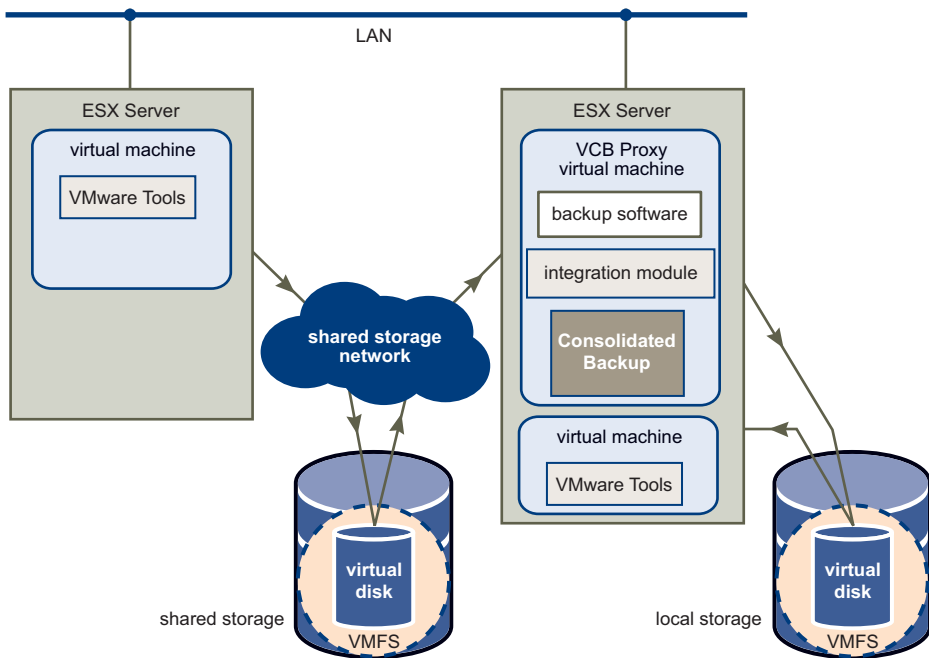 LAN
ESX Server
virtual machine
VMware Tools
ESX Server
VCB Proxy
virtual machine
backup software
integration module
Consolidated
Backup
virtual machine
VMware Tools
shared storage
network
virtual
disk
VMFS
shared storage
virtual
disk
VMFS
local storage